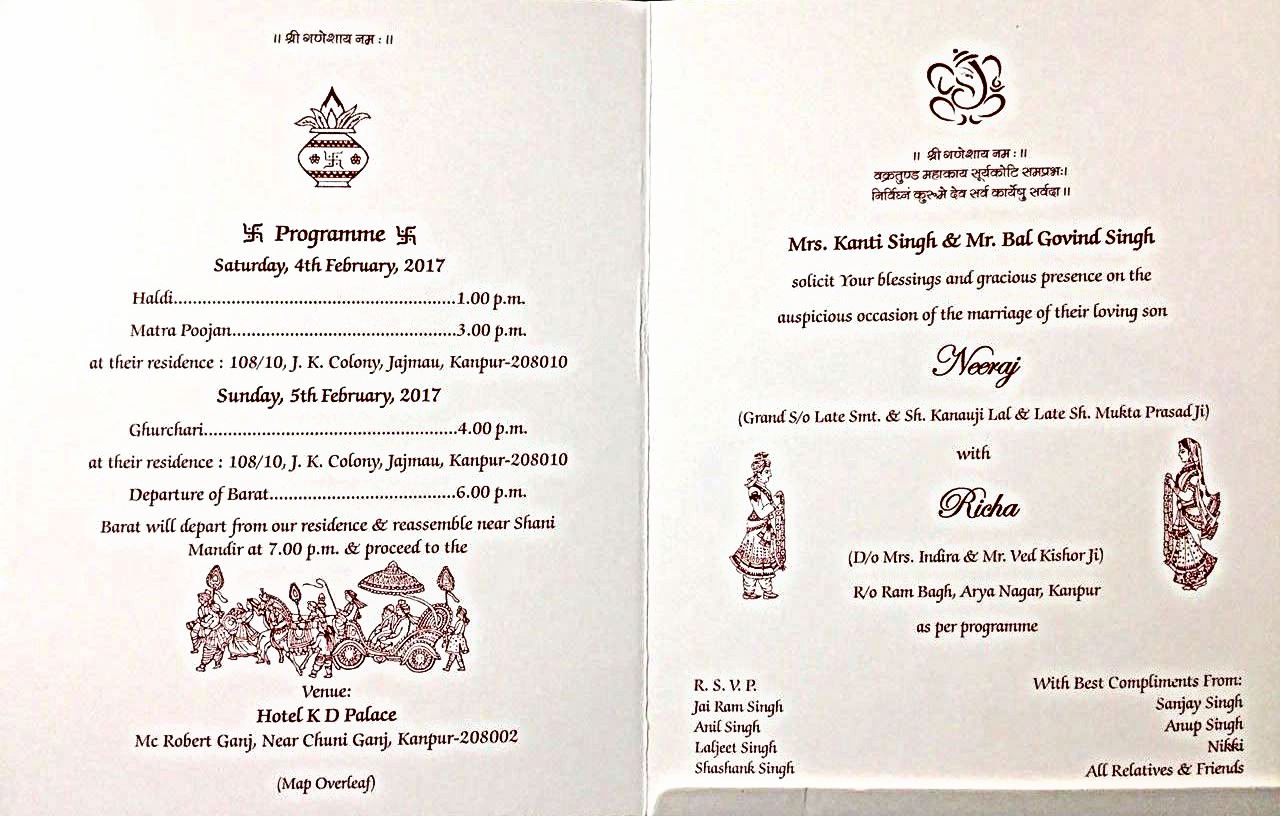 ॥ श्री गणेशाय नम : ॥
Programme
Saturday, 4th February, 2017
Haldi...........................................................1.00 p.m.
Matra Poojan...............................................3.00 p.m.
at their residence : 108/10, J. K. Colony, Jajmau, Kanpur-208010
Sunday, 5th February, 2017
Ghurchari.....................................................4.00 p.m.
at their residence : 108/10, J. K. Colony, Jajmau, Kanpur-208010
Departure of Barat.......................................6.00 p.m.
Barat will depart from our residence & reassemble near Shani
Mandir at 7.00 p.m. & proceed to the
Venue:
Hotel K D Palace
Mc Robert Ganj, Near Chuni Ganj, Kanpur-208002
(Map Overleaf)
॥ श्री गणेशाय नम : ॥
वक्रतुण्ड महाकाय सूर्यकोटि समप्रभः।
निर्विघ्नं कुरूमे देव सर्व कार्येषु सर्वदा ॥
Mrs. Kanti Singh & Mr. Bal Govind Singh
solicit Your blessings and gracious presence on the
auspicious occasion of the marriage of their loving son
Neeraj
(Grand S/o Late Smt. & Sh. Kanauji Lal & Late Sh. Mukta Prasad Ji)
with
Richa
(D/o Mrs. Indira & Mr. Ved Kishor Ji)
R/o Ram Bagh, Arya Nagar, Kanpur
as per programme
R. S. V. P.
Jai Ram Singh
Anil Singh
Laljeet Singh
Shashank Singh
With Best Compliments From:
Sanjay Singh
Anup Singh
Nikki
All Relatives & Friends